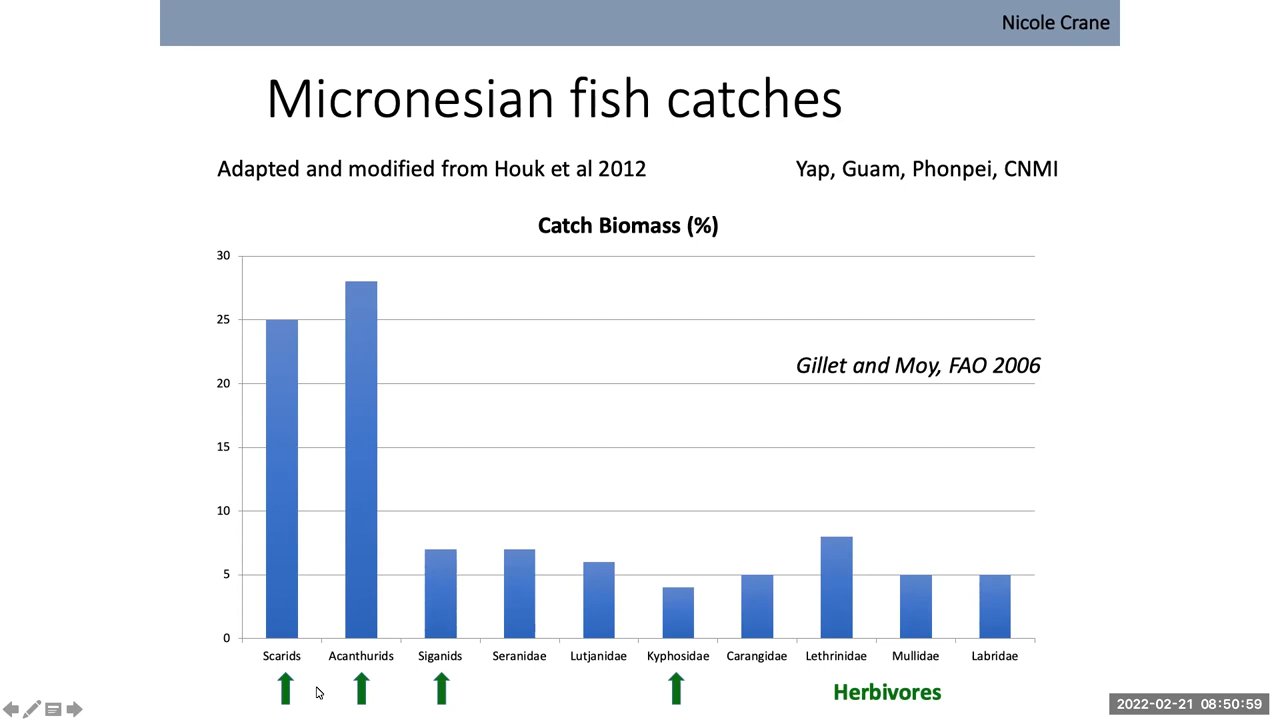 Nicole Crane
Micronesian fish catches
Adapted and modified from Houk et al 2012
Yap, Guam, Phonpei, CNMI
Catch Biomass (%)
30
25
20
15
10
5
0
Gillet and Moy, FAO 2006
Scarids Acanthurids Siganids Seranidae Lutjanidae Kyphosidae Carangidae Lethrinidae Mullidae Labridae
Herbivores
2022-02-21 08:50:59